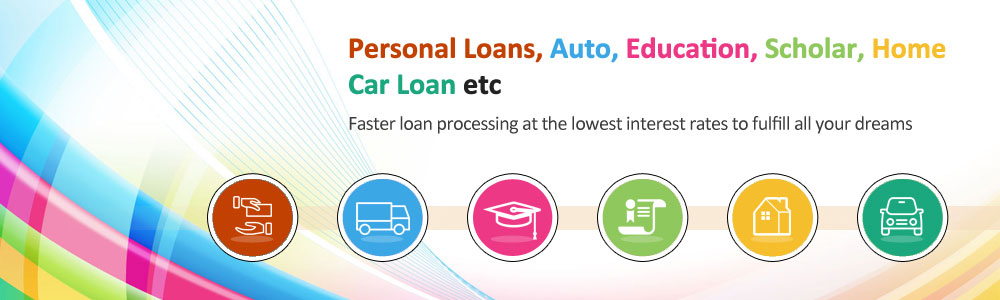 Personal Loans, Auto, Education, Scholar, Home
Car Loan etc
Faster loan processing at the lowest interest rates to fulfill all your dreams